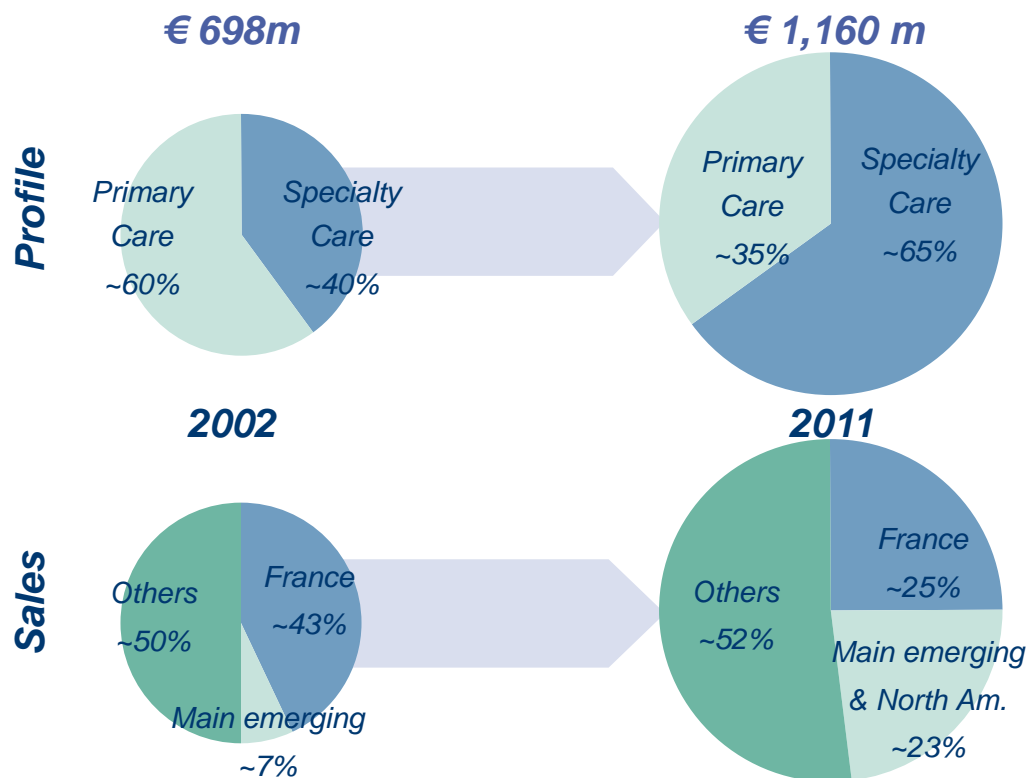 € 698m
€ 1,160 m
Profile
Primary
Care
~60%
Specialty
Care
~40%
Primary
Care
~35%
Specialty
Care
~65%
2002
2011
Sales
Others
~50%
France
~43%
Main emerging
~7%
Others
~52%
France
~25%
Main emerging
& North Am.
~23%